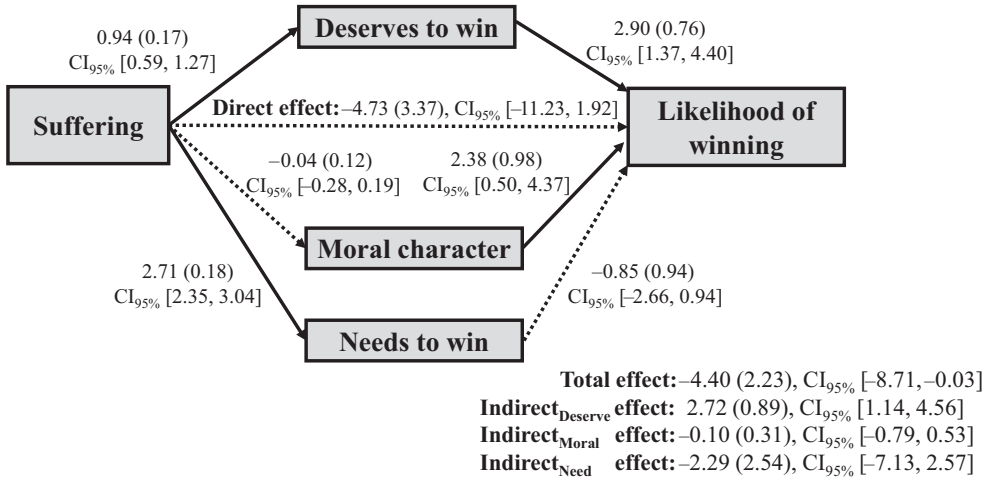 Deserves to win
0.94 (0.17)
CI95% [0.59, 1.27]
2.90 (0.76)
[1.37, 4.40]
Suffering
Direct effect: –4.73 (3.37), CI95% [–11.23, 1.92]
Likelihood of
winning
–0.04 (0.12)
CI95% [–0.28, 0.19]
2.38 (0.98)
CI95% [0.50, 4.37]
Moral character
2.71 (0.18)
CI95% [2.35, 3.04]
–0.85 (0.94)
CI95% [–2.66, 0.94]
Needs to win
Total effect: –4.40 (2.23), CI95% [–8.71, –0.03]
IndirectDeserve effect: 2.72 (0.89), CI95% [1.14, 4.56]
IndirectMoral effect: –0.10 (0.31), CI95% [–0.79, 0.53]
IndirectNeed effect: –2.29 (2.54), CI95% [–7.13, 2.57]